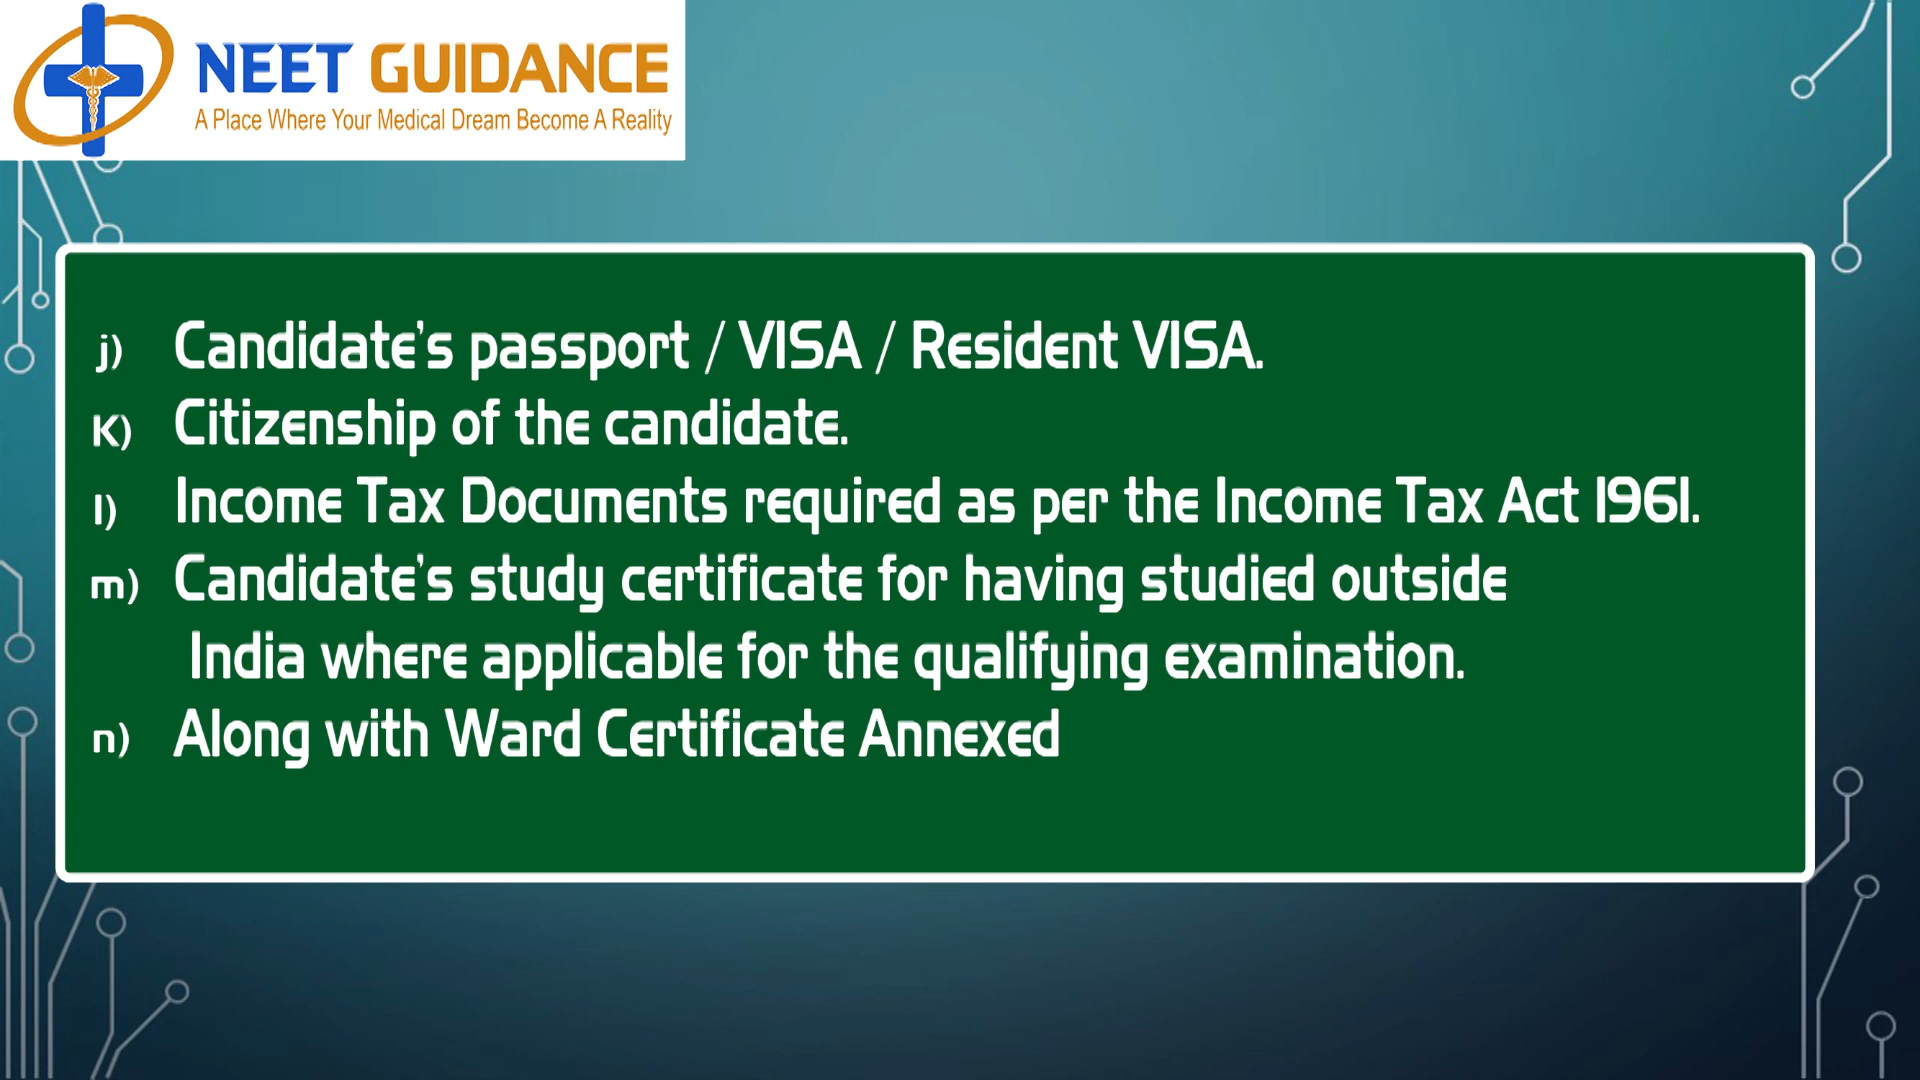 NEET GUIDANCE
A Place Where Your Medical Dream Become A Reality
j) Candidate's passport / VISA / Resident VISA.
K) Citizenship of the candidate.
l) Income Tax Documents required as per the Income Tax Act 1961.
m) Candidate's study certificate for having studied outside
India where applicable for the qualifying examination.
n) Along with Ward Certificate Annexed